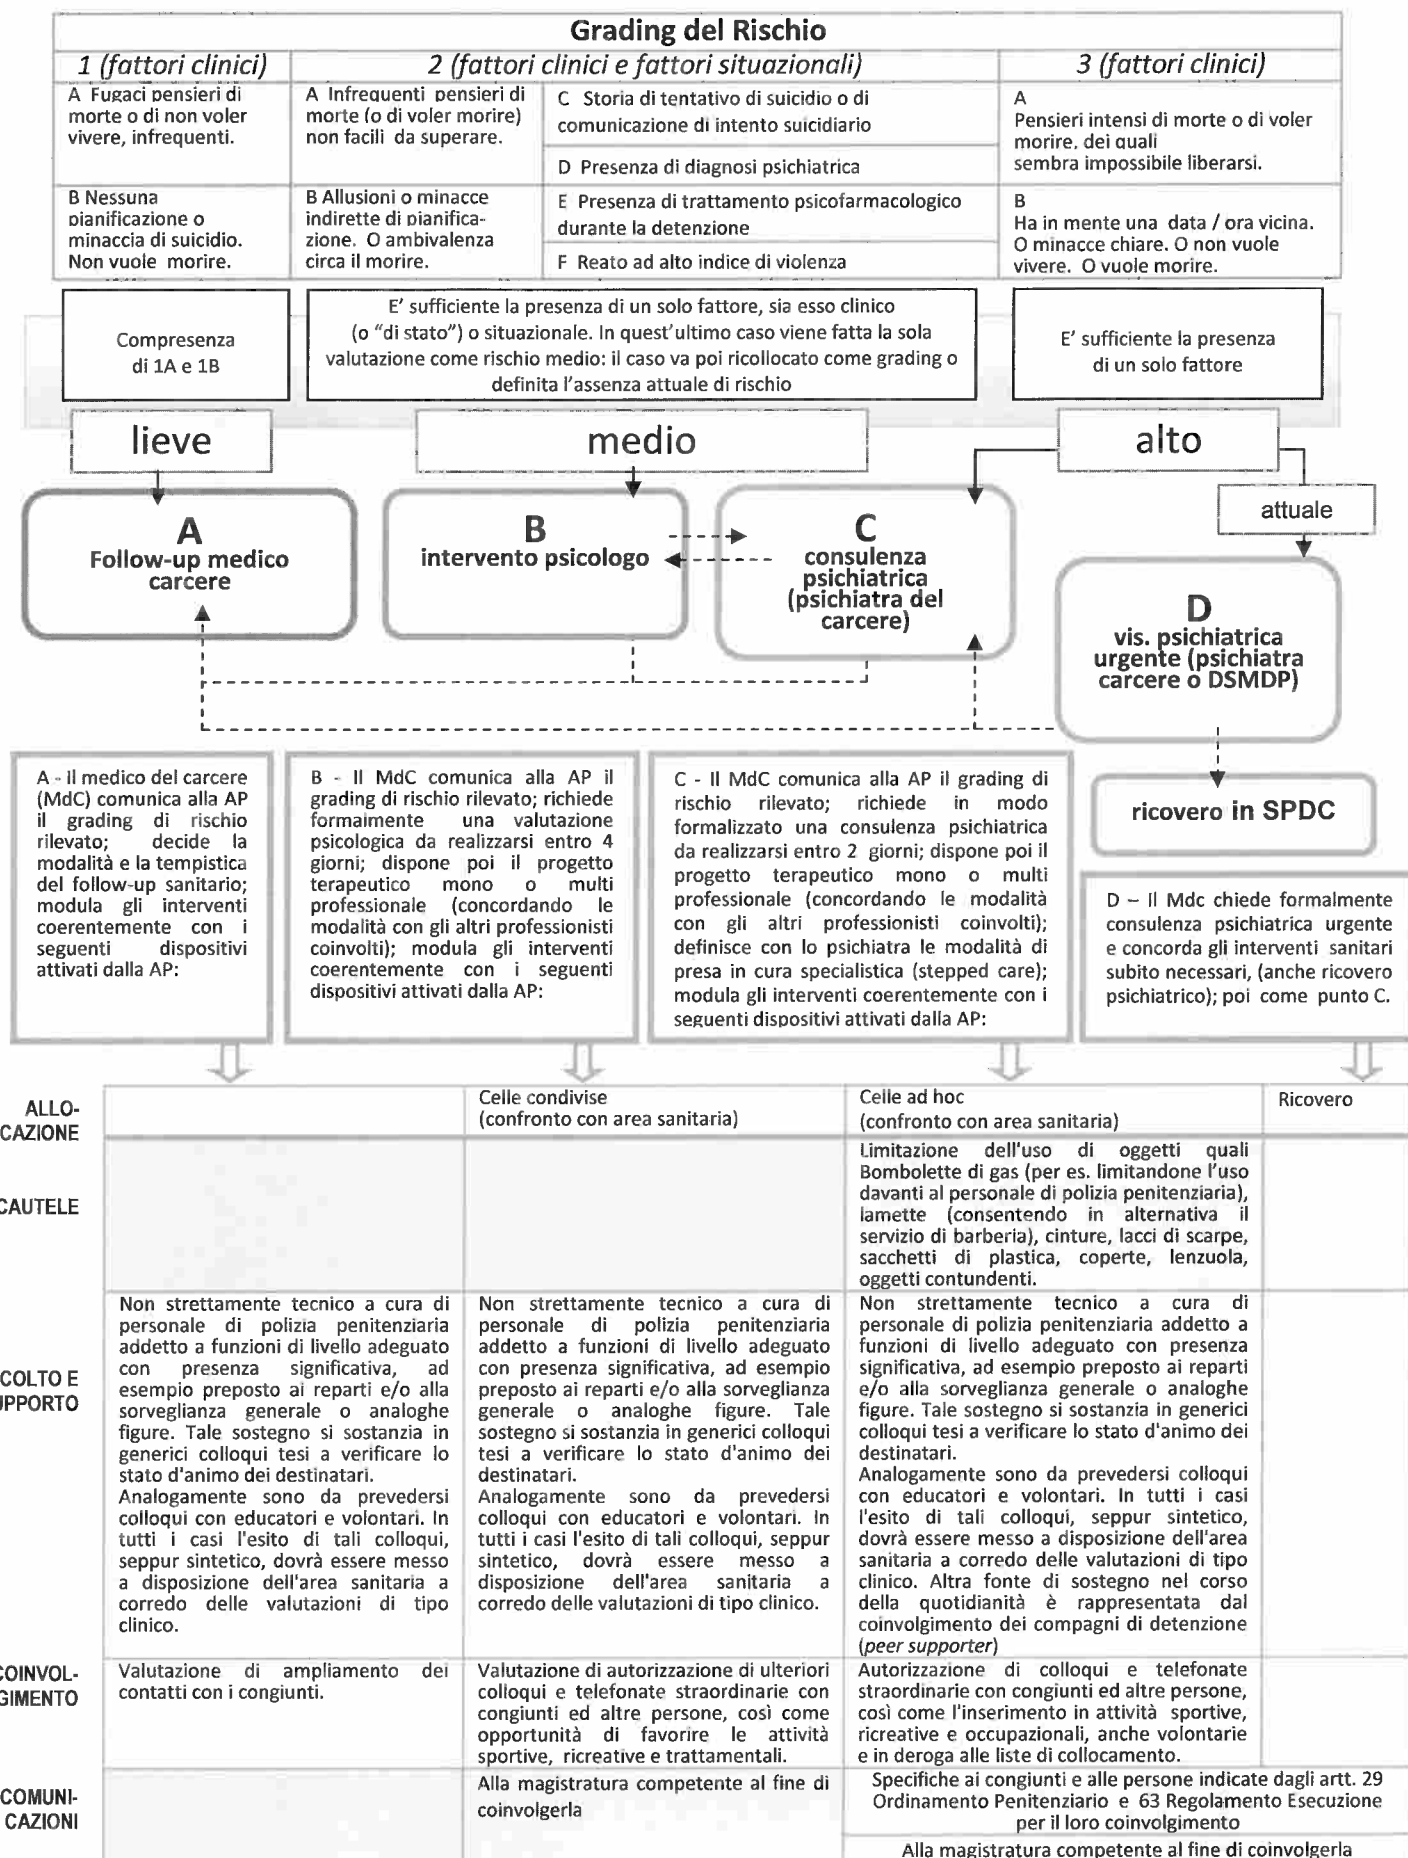 Grading del Rischio
1 (fattori clinici)
2 (fattori clinici e fattori situazionali)
3 (fattori clinici)
A Fugaci pensieri di
morte o di non voler
vivere, infrequenti.
A Infrequenti pensieri di
morte (o di voler morire)
non facili da superare.
C Storia di tentativo di suicidio o di
comunicazione di intento suicidiario
D Presenza di diagnosi psichiatrica
A
Pensieri intensi di morte o di voler
morire, dei quali
sembra impossibile liberarsi.
B Nessuna
pianificazione o
minaccia di suicidio.
Non vuole morire.
B Allusioni o minacce
indirette di pianifica-
zione. O ambivalenza
circa il morire.
E Presenza di trattamento psicofarmacologico
durante la detenzione
F Reato ad alto indice di violenza
B
Ha in mente una data / ora vicina.
O minacce chiare. O non vuole
vivere. O vuole morire.
Compresenza
di 1A e 1B
E' sufficiente la presenza di un solo fattore, sia esso clinico
(o "di stato") o situazionale. In quest'ultimo caso viene fatta la sola
valutazione come rischio medio: il caso va poi ricollocato come grading o
definita l'assenza attuale di rischio
E' sufficiente la presenza
di un solo fattore
lieve
medio
alto
attuale
A
Follow-up medico
carcere
B
intervento psicologo
C
consulenza
psichiatrica
(psichiatra del
carcere)
D
vis. psichiatrica
urgente (psichiatra
carcere o DSMDP)
ricovero in SPDC
A - il medico del carcere
(MdC) comunica alla AP
il grading di rischio
rilevato; decide la
modalità e la tempistica
del follow-up sanitario;
modula gli interventi
coerentemente con i
seguenti dispositivi
attivati dalla AP:
B - Il MdC comunica alla AP il
grading di rischio rilevato; richiede
formalmente una valutazione
psicologica da realizzarsi entro 4
giorni; dispone poi il progetto
terapeutico mono o multi
professionale (concordando le
modalità con gli altri professionisti
coinvolti); modula gli interventi
coerentemente con i seguenti
dispositivi attivati dalla AP:
C - Il MdC comunica alla AP il grading di
rischio rilevato; richiede in modo
formalizzato una consulenza psichiatrica
da realizzarsi entro 2 giorni; dispone poi il
progetto terapeutico mono o multi
professionale (concordando le modalità
con gli altri professionisti coinvolti);
definisce con lo psichiatra le modalità di
presa in cura specialistica (stepped care);
modula gli interventi coerentemente con i
seguenti dispositivi attivati dalla AP:
D – Il Mdc chiede formalmente
consulenza psichiatrica urgente
e concorda gli interventi sanitari
subito necessari, (anche ricovero
psichiatrico); poi come punto C.
ALLO-
CAZIONE
Celle condivise
(confronto con area sanitaria)
Celle ad hoc
(confronto con area sanitaria)
Ricovero
CAUTELE
Limitazione dell'uso di oggetti quali
Bombolette di gas (per es. limitandone l'uso
davanti al personale di polizia penitenziaria),
lamette (consentendo in alternativa il
servizio di barberia), cinture, lacci di scarpe,
sacchetti di plastica, coperte, lenzuola,
oggetti contundenti.
COLTO E
PPORTO
Non strettamente tecnico a cura di
personale di polizia penitenziaria
addetto a funzioni di livello adeguato
con presenza significativa, ad
esempio preposto ai reparti e/o alla
sorveglianza generale o analoghe
figure. Tale sostegno si sostanzia in
generici colloqui tesi a verificare lo
stato d'animo dei destinatari.
Analogamente sono da prevedersi
colloqui con educatori e volontari. In
tutti i casi l'esito di tali colloqui,
seppur sintetico, dovrà essere messo
a disposizione dell'area sanitaria a
corredo delle valutazioni di tipo
clinico.
Non strettamente tecnico a cura di
personale di polizia penitenziaria
addetto a funzioni di livello adeguato
con presenza significativa, ad esempio
preposto ai reparti e/o alla sorveglianza
generale o analoghe figure. Tale
sostegno si sostanzia in generici colloqui
tesi a verificare lo stato d'animo dei
destinatari.
Analogamente sono da prevedersi
colloqui con educatori e volontari. In
tutti i casi l'esito di tali colloqui, seppur
sintetico, dovrà essere messo a
disposizione dell'area sanitaria a
corredo delle valutazioni di tipo clinico.
Non strettamente tecnico a cura di
personale di polizia penitenziaria addetto a
funzioni di livello adeguato con presenza
significativa, ad esempio preposto ai reparti
e/o alla sorveglianza generale o analoghe
figure. Tale sostegno si sostanzia in generici
colloqui tesi a verificare lo stato d'animo dei
destinatari.
Analogamente sono da prevedersi colloqui
con educatori e volontari. In tutti i casi
l'esito di tali colloqui, seppur sintetico,
dovrà essere messo a disposizione dell'area
sanitaria a corredo delle valutazioni di tipo
clinico. Altra fonte di sostegno nel corso
della quotidianità è rappresentata dal
coinvolgimento dei compagni di detenzione
(peer supporter)
COINVOL-
GIMENTO
Valutazione di ampliamento dei
contatti con i congiunti.
Valutazione di autorizzazione di ulteriori
colloqui e telefonate straordinarie con
congiunti ed altre persone, così come
opportunità di favorire le attività
sportive, ricreative e trattamentali.
Autorizzazione di colloqui e telefonate
straordinarie con congiunti ed altre persone,
così come l'inserimento in attività sportive,
ricreative e occupazionali, anche volontarie
e in deroga alle liste di collocamento.
COMUNI-
CAZIONI
Alla magistratura competente al fine di
coinvolgerla
Specifiche ai congiunti e alle persone indicate dagli artt. 29
Ordinamento Penitenziario e 63 Regolamento Esecuzione
per il loro coinvolgimento
Alla magistratura competente al fine di coinvolgerla